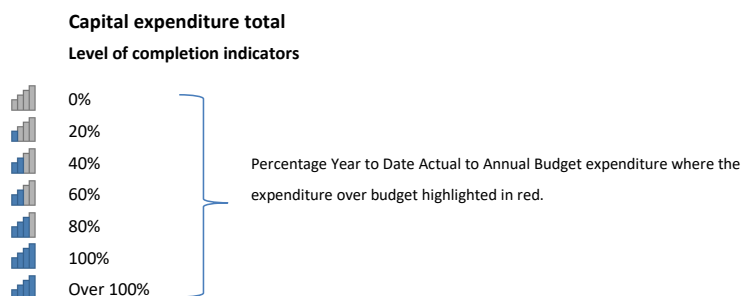 Capital expenditure total
Level of completion indicators
0%
20%
40%
60%
80%
100%
Over 100%
Percentage Year to Date Actual to Annual Budget expenditure where the
expenditure over budget highlighted in red.